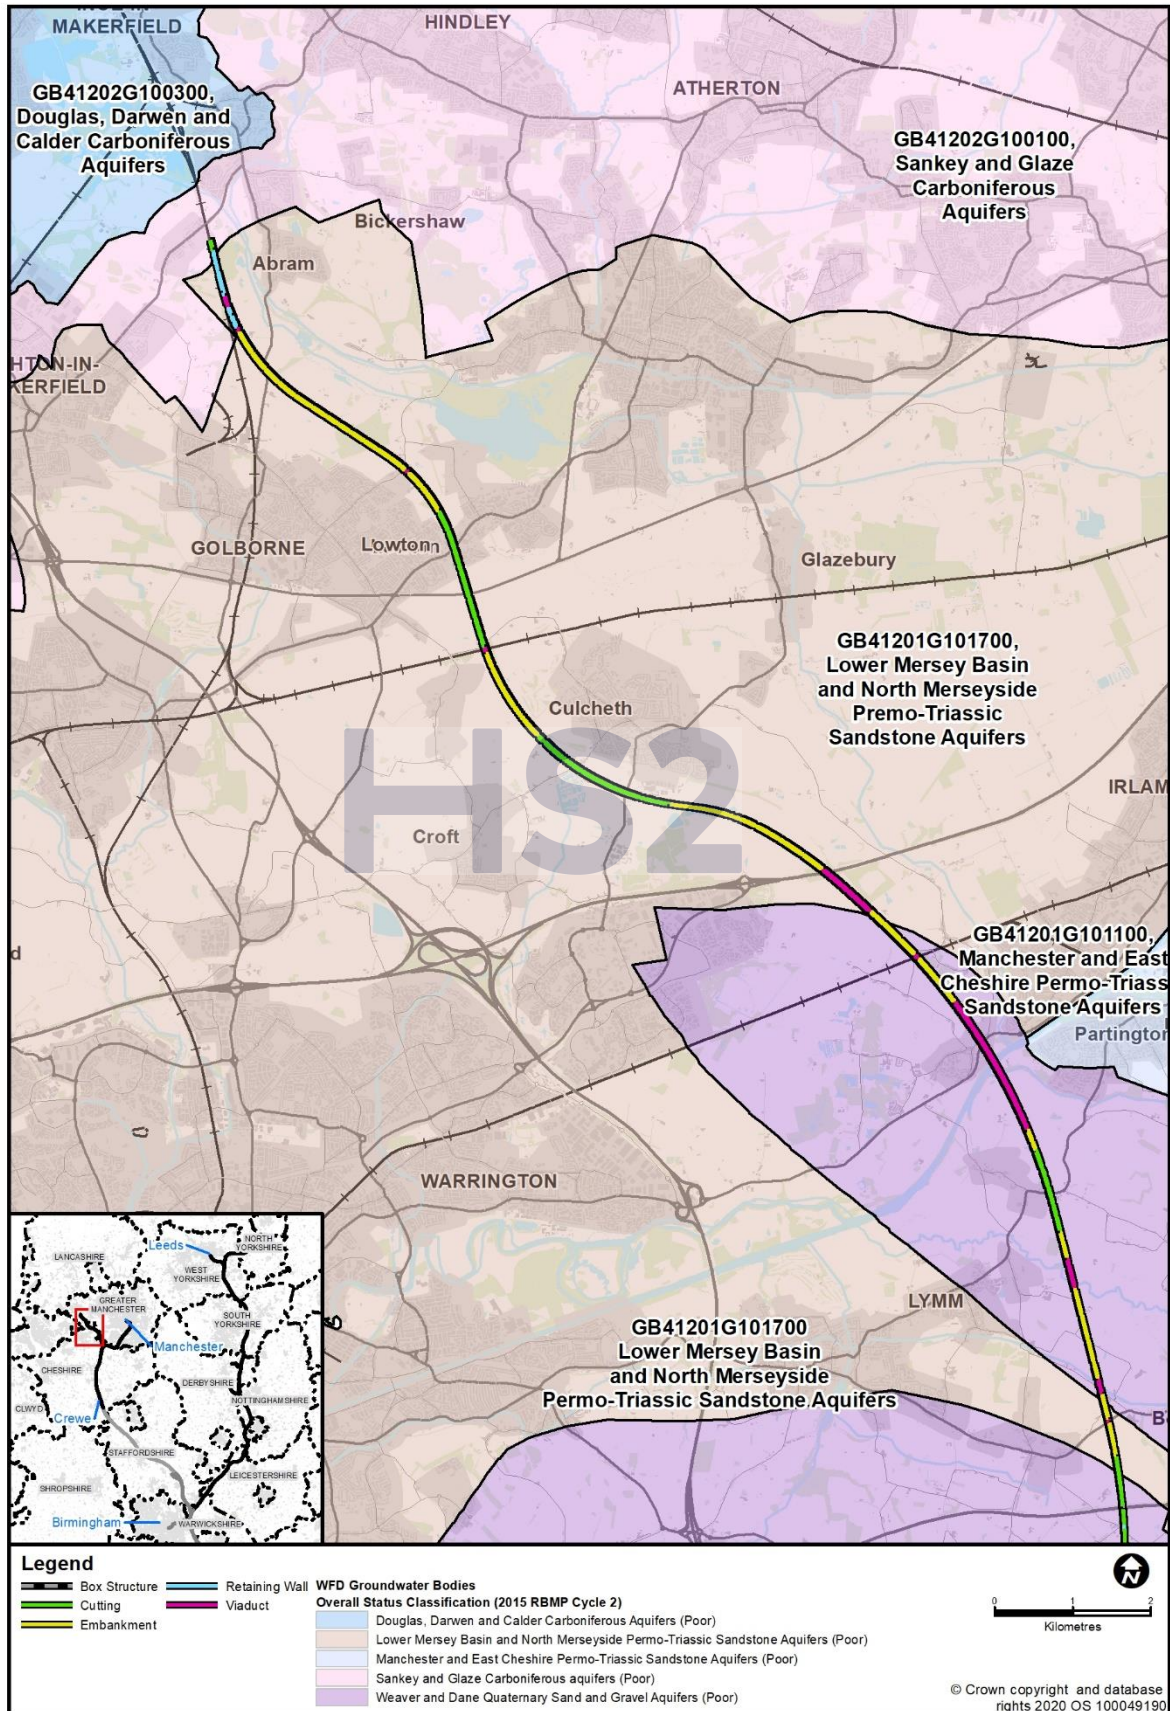 INCE-IN-
MAKERFIELD
HINDLEY
ATHERTON
GB41202G100300,
Douglas, Darwen and
Calder Carboniferous
Aquifers
GB41202G100100,
Sankey and Glaze
Carboniferous
Aquifers
Bickershaw
Abram
HTON-IN-
KERFIELD
GOLBORNE
Lowton
Glazebury
GB41201G101700,
Lower Mersey Basin
and North Merseyside
Premo-Triassic
Sandstone Aquifers
Culcheth
HS2
IRLAM
Croft
d
GB41201G101100,
Manchester and East
Cheshire Permo-Triass
Sandstone Aquifers
Partington
WARRINGTON
LYMM
GB41201G101700
Lower Mersey Basin
and North Merseyside
Permo-Triassic Sandstone Aquifers
B
Leeds
NORTH
YORKSHIRE
LANCASHIRE
WEST
YORKSHIRE
GREATER
MANCHESTER
SOUTH
YORKSHIRE
Manchester
CHESHIRE
DERBYSHIRE
NOTTINGHAMSHIRE
CLWYD
Crewe
STAFFORDSHIRE
LEICESTERSHIRE
SHROPSHIRE
Birmingham
WARWICKSHIRE
Legend
Box Structure
Cutting
Embankment
Retaining Wall
Viaduct
WFD Groundwater Bodies
Overall Status Classification (2015 RBMP Cycle 2)
Douglas, Darwen and Calder Carboniferous Aquifers (Poor)
Lower Mersey Basin and North Merseyside Permo-Triassic Sandstone Aquifers (Poor)
Manchester and East Cheshire Permo-Triassic Sandstone Aquifers (Poor)
Sankey and Glaze Carboniferous aquifers (Poor)
Weaver and Dane Quaternary Sand and Gravel Aquifers (Poor)
N
0 1 2
Kilometres
© Crown copyright and database
rights 2020 OS 100049190